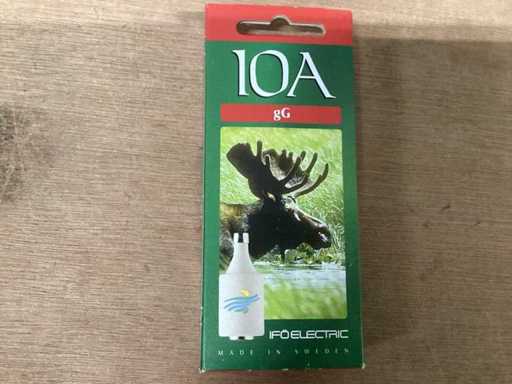 10A
gG
IFÖ ELECTRIC
MADE IN SWEDEN